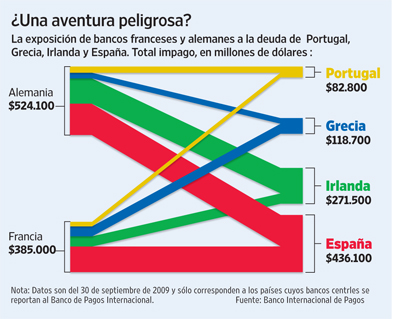 ¿Una aventura peligrosa?
La exposición de bancos franceses y alemanes a la deuda de Portugal,
Grecia, Irlanda y España. Total impago, en millones de dólares :
Alemania
$524.100
Portugal
$82.800
Grecia
$118.700
Irlanda
$271.500
Francia
$385.000
España
$436.100
Nota: Datos son del 30 de septiembre de 2009 y sólo corresponden a los países cuyos bancos centrles se
reportan al Banco de Pagos Internacional.
Fuente: Banco Internacional de Pagos